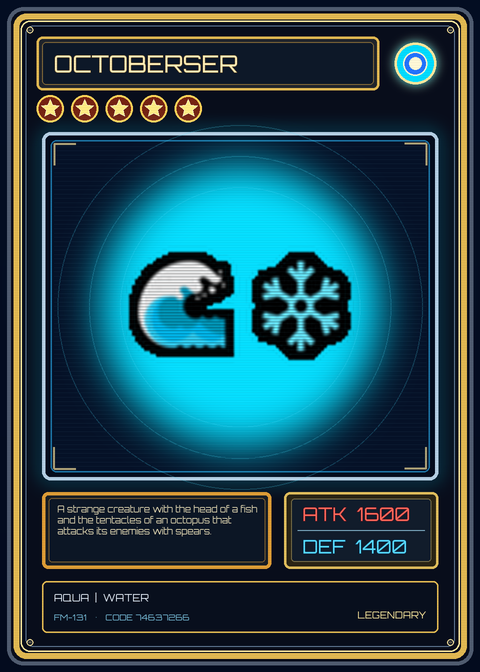 OCTOBERSER
A strange creature with the head of a fish
and the tentacles of an octopus that
attacks its enemies with spears.
ATK 1600
DEF 1400
AQUA | WATER
FM-131 · CODE 74637266
LEGENDARY